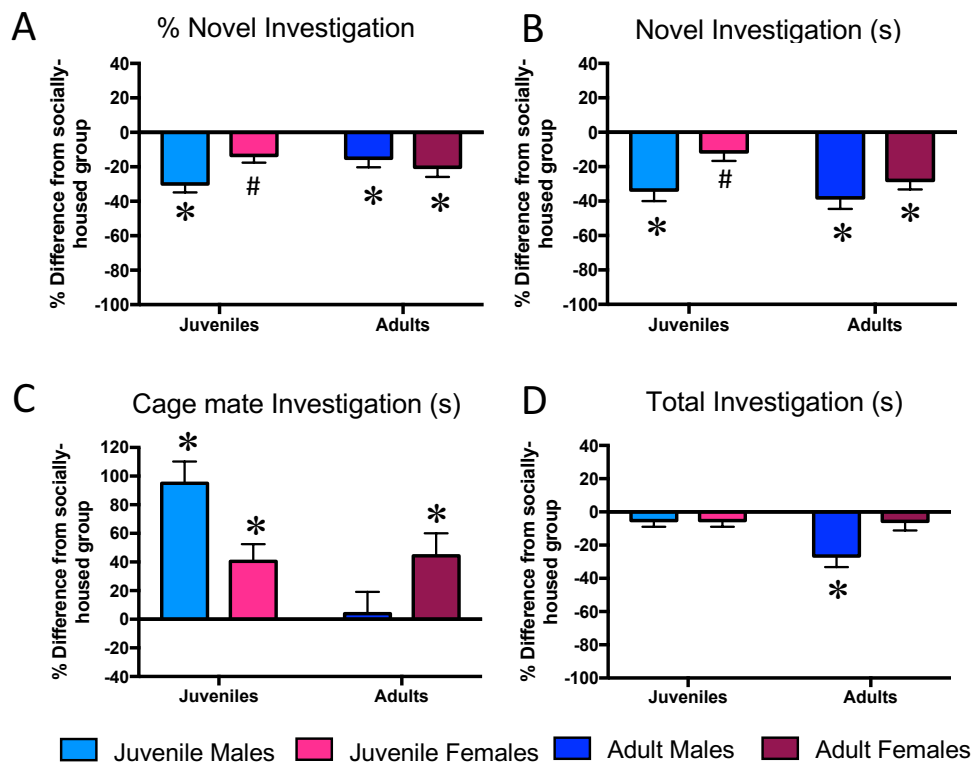 A
% Novel Investigation
% Difference from socially-
housed group
40
20
0
-20
-40
-60
-80
-100
*
#
*
*
Juveniles
Adults
B
Novel Investigation (s)
% Difference from socially-
housed group
40
20
0
-20
-40
-60
-80
-100
*
#
*
*
Juveniles
Adults
C
Cage mate Investigation (s)
% Difference from socially-
housed group
120
100
80
60
40
20
0
-20
-40
*
*
*
Juveniles
Adults
D
Total Investigation (s)
% Difference from socially-
housed group
40
20
0
-20
-40
-60
-80
-100
*
Juveniles
Adults
Juvenile Males
Juvenile Females
Adult Males
Adult Females